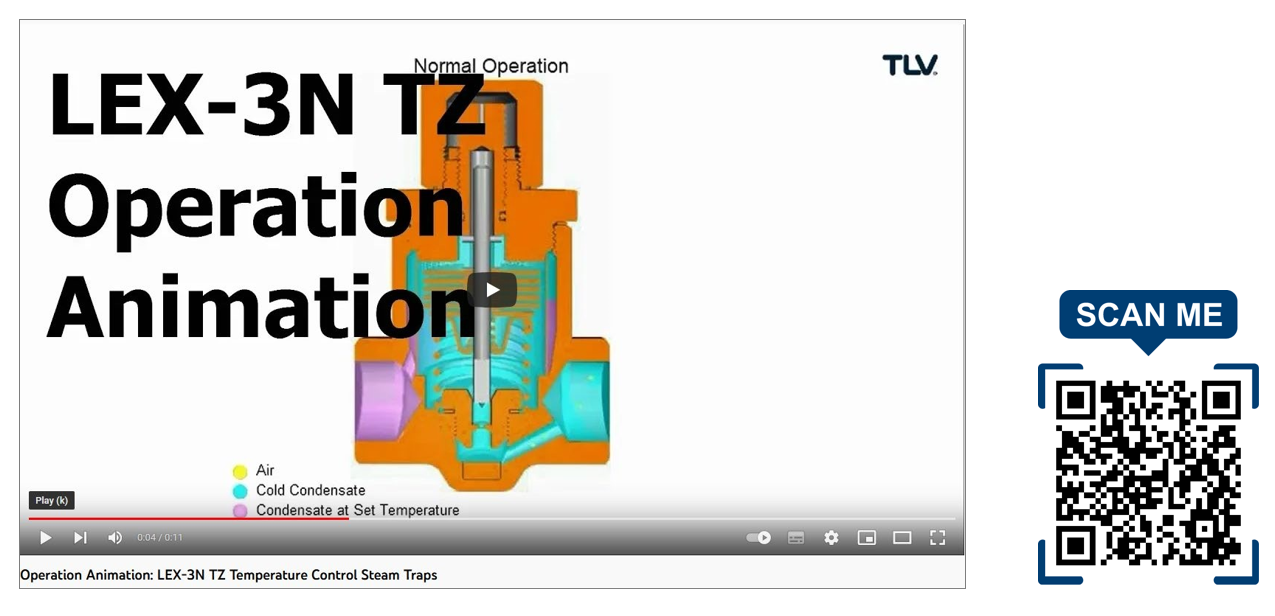 Normal Operation
TLV
LEX-3N TZ
Operation
Animation
Air
Cold Condensate
Condensate at Set Temperature
Play (k)
0:04 / 0:11
Operation Animation: LEX-3N TZ Temperature Control Steam Traps
SCAN ME